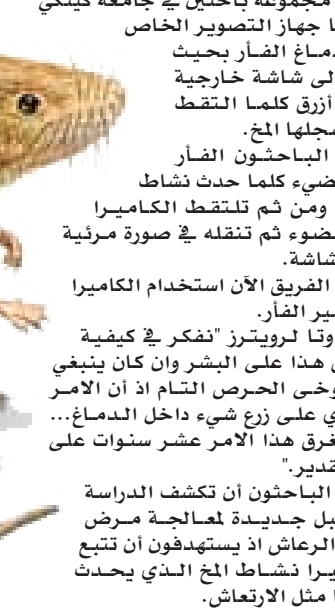 مجموعة باحثين في جامعة كينكي
جهاز التصوير الخاص
دماغ الفأر بحيث
لى شاشة خارجية
أزرق كلما التقط
سجلها المخ.
الباحثون الفأر
ضيء كلما حدث نشاط
ومن ثم تلتقط الكاميرا
ضوء ثم تنقله في صورة مرئية
شاشة.
الفريق الآن استخدام الكاميرا
ير الفأر.
وتا لرويترز "نفكر في كيفية
هذا على البشر وان كان ينبغي
وخى الحرص التام اذ أن الامر
ي على زرع شيء داخل الدماغ...
غرق هذا الامر عشر سنوات على
قدير."
الباحثون أن تكشف الدراسة
بل جديدة لمعالجة مرض
الرعاش اذ يستهدفون أن تتبع
يرا نشاط المخ الذي يحدث
مثل الارتعاش.